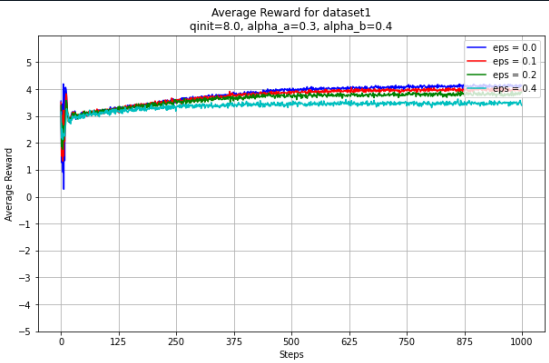 Average Reward for dataset1
qinit=8.0, alpha_a=0.3, alpha_b=0.4
eps = 0.0
eps = 0.1
eps = 0.2
eps = 0.4
Average Reward
5
4
3
2
1
0
−1
−2
−3
−4
−5
0 125 250 375 500 625 750 875 1000
Steps